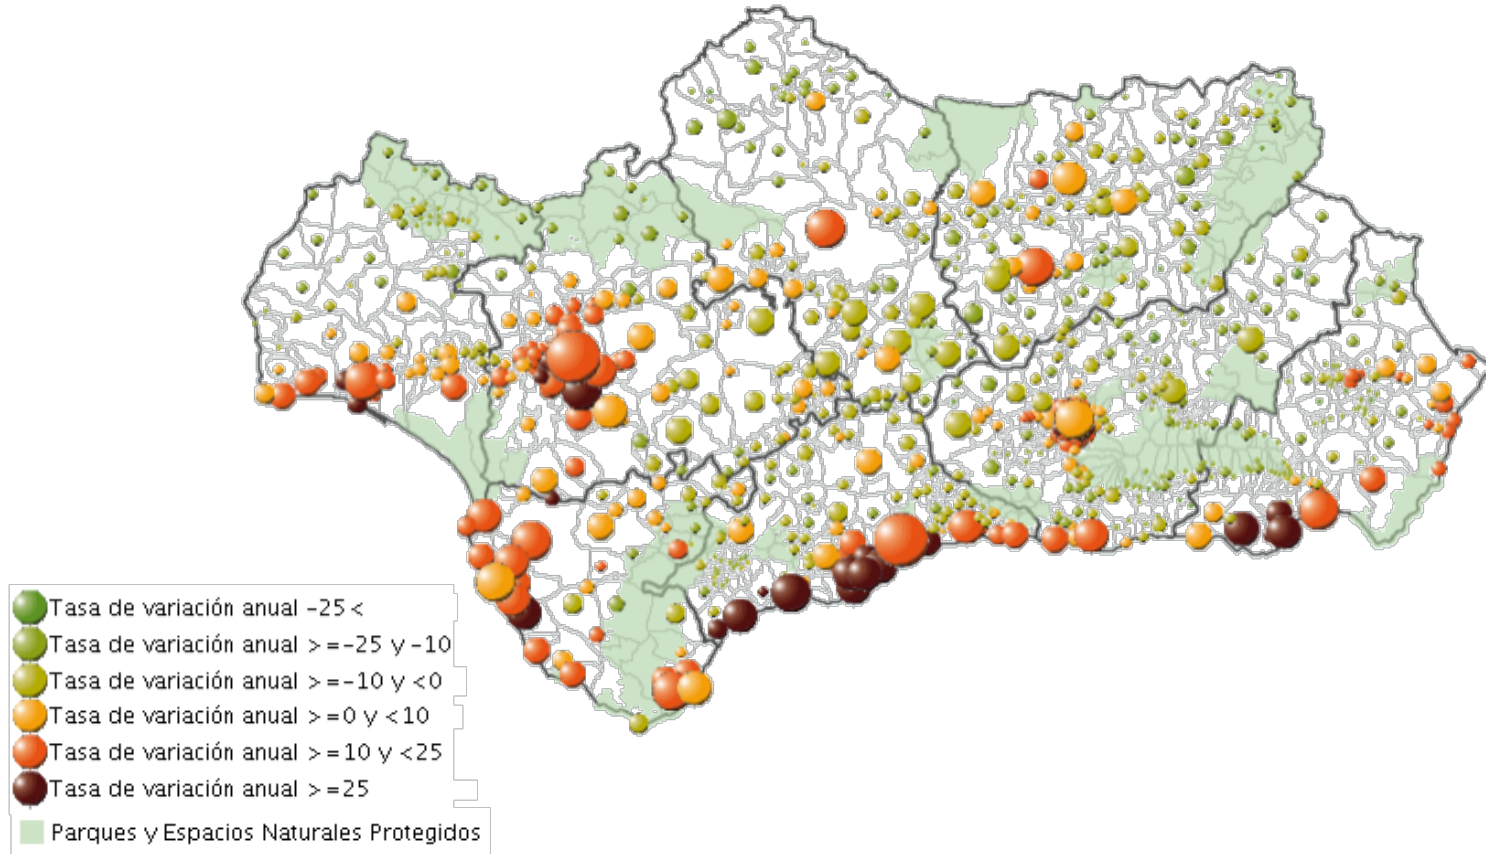 Tasa de variación anual -25 <
Tasa de variación anual >=-25 y -10
Tasa de variación anual >=-10 y <0
Tasa de variación anual >=0 y <10
Tasa de variación anual >=10 y <25
Tasa de variación anual >=25
Parques y Espacios Naturales Protegidos